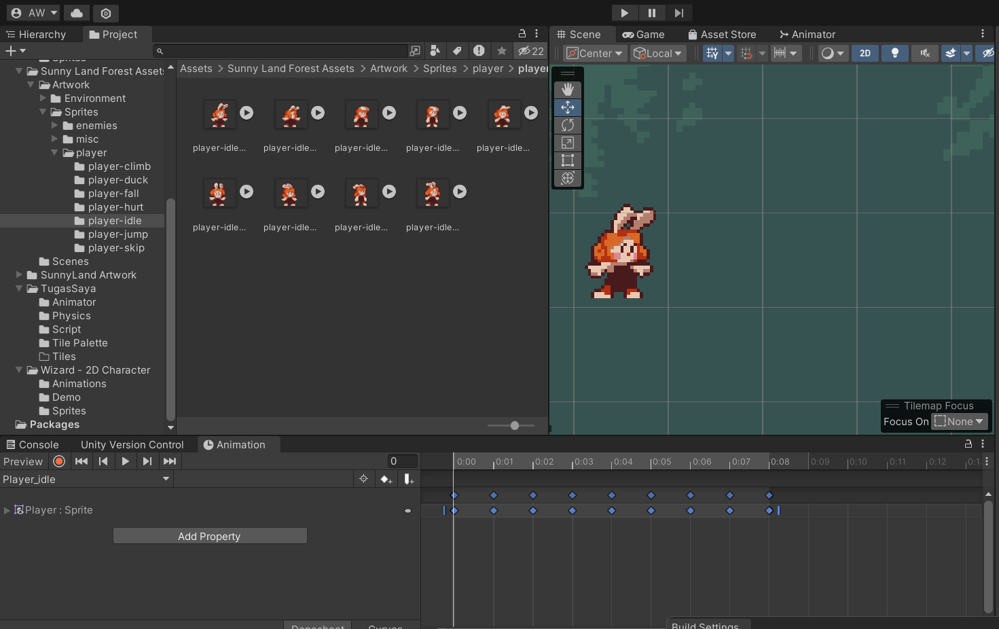 AW
Hierarchy
Project
22
Sunny Land Forest Asset
Artwork
Environment
Sprites
enemies
misc
player
player-climb
player-duck
player-fall
player-hurt
player-idle
player-jump
player-skip
Scenes
SunnyLand Artwork
TugasSaya
Animator
Physics
Script
Tile Palette
Tiles
Wizard - 2D Character
Animations
Demo
Sprites
Packages
Assets > Sunny Land Forest Assets > Artwork > Sprites > player > player
player-idle... player-idle... player-idle... player-idle... player-idle...
player-idle... player-idle... player-idle... player-idle...
Scene Game Asset Store Animator
Center Local 2D
Tilemap Focus
Focus On None
Console Unity Version Control Animation
Preview 0
Player_idle
Player : Sprite
Add Property
0:00 0:01 0:02 0:03 0:04 0:05 0:06 0:07 0:08 0:09 0:10 0:11 0:12
Dopesheet Curves
Build Settings